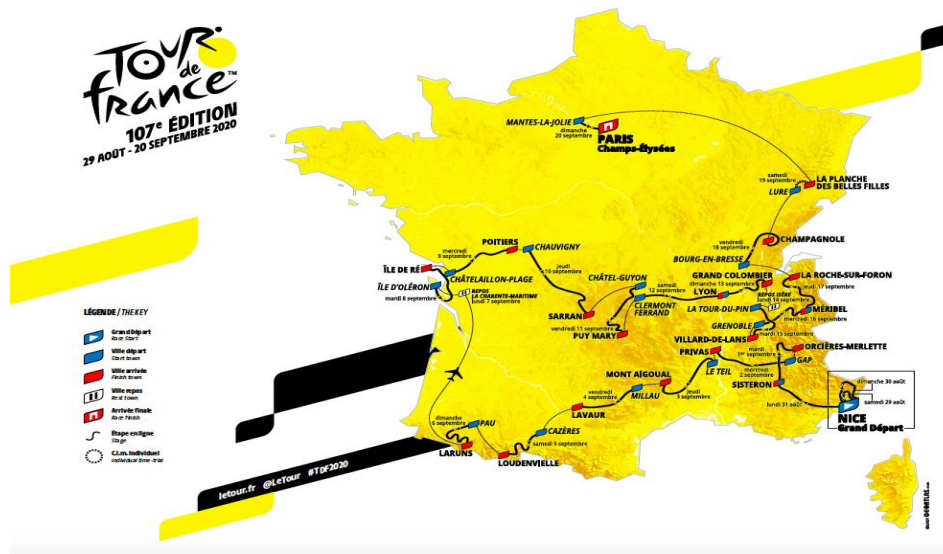 TOUR
de
france™
107e ÉDITION
29 AOÛT - 20 SEPTEMBRE 2020
MANTES-LA-JOLIE
dimanche
20 septembre
PARIS
Champs-Élysées
samedi
19 septembre
LA PLANCHE
DES BELLES FILLES
LURE
vendredi
18 septembre
CHAMPAGNOLE
BOURG-EN-BRESSE
POITIERS
CHAUVIGNY
mercredi
9 septembre
ÎLE DE RÉ
CHÂTELAILLON-PLAGE
ÎLE D'OLÉRON
mardi 8 septembre
REPOS
LA CHARENTE-MARITIME
lundi 7 septembre
jeudi
10 septembre
CHÂTEL-GUYON
samedi
12 septembre
CLERMONT
FERRAND
SARRAN
vendredi 11 septembre
PUY MARY
GRAND COLOMBIER
dimanche 13 septembre
LYON
LA ROCHE-SUR-FORON
jeudi 17 septembre
REPOS ISÈRE
lundi 14 septembre
LA TOUR-DU-PIN
MÉRIBEL
mercredi 16 septembre
GRENOBLE
mardi 15 septembre
VILLARD-DE-LANS
PRIVAS
mardi
1er septembre
ORCIÈRES-MERLETTE
LE TEIL
mercredi
2 septembre
GAP
SISTERON
MONT AIGOUAL
vendredi
4 septembre
MILLAU
jeudi
3 septembre
LAVAUR
lundi 31 août
dimanche 30 août
samedi 29 août
NICE
Grand Départ
dimanche
6 septembre
PAU
CAZÈRES
samedi 5 septembre
LARUNS
LOUDENVIELLE
LÉGENDE / THE KEY
Grand Départ
Race Start
Ville départ
Start town
Ville arrivée
Finish town
Ville repos
Rest town
Arrivée finale
Race finish
Étape en ligne
Stage
C.l.m. individuel
Individual time-trial
letour.fr @LeTour #TDF2020